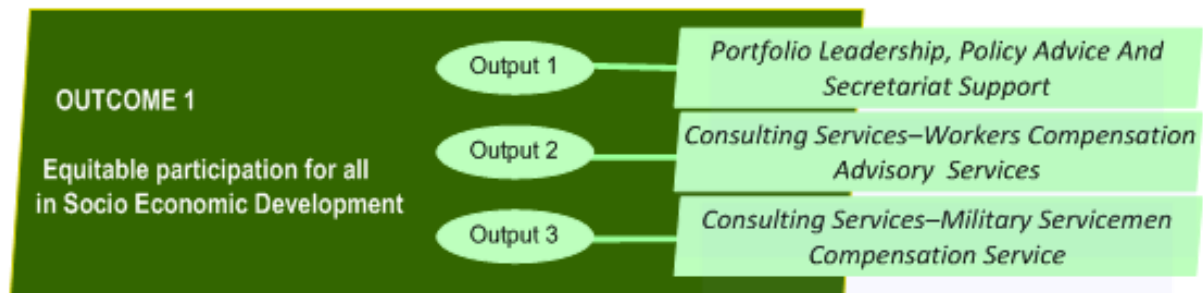 OUTCOME 1
Equitable participation for all
in Socio Economic Development
Output 1
Portfolio Leadership, Policy Advice And
Secretariat Support
Output 2
Consulting Services–Workers Compensation
Advisory Services
Output 3
Consulting Services–Military Servicemen
Compensation Service